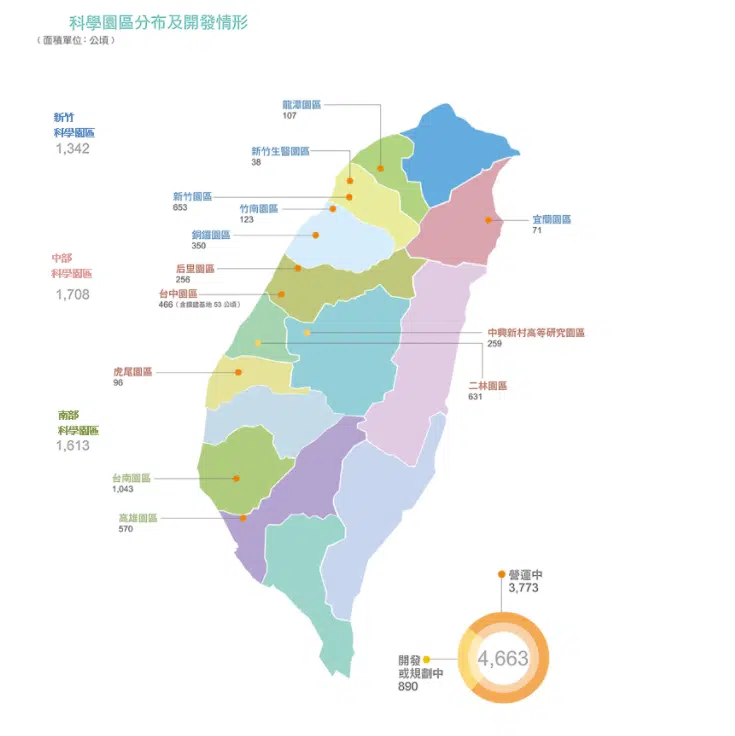 科學園區分布及開發情形
（面積單位：公頃）
龍潭園區
107
新竹
科學園區
1,342
新竹生醫園區
38
新竹園區
653
竹南園區
123
宜蘭園區
71
銅鑼園區
350
中部
科學園區
1,708
后里園區
256
台中園區
466（含擴建基地 53 公頃）
中興新村高等研究園區
259
虎尾園區
96
二林園區
631
南部
科學園區
1,613
台南園區
1,043
高雄園區
570
營運中
3,773
4,663
開發
或規劃中
890